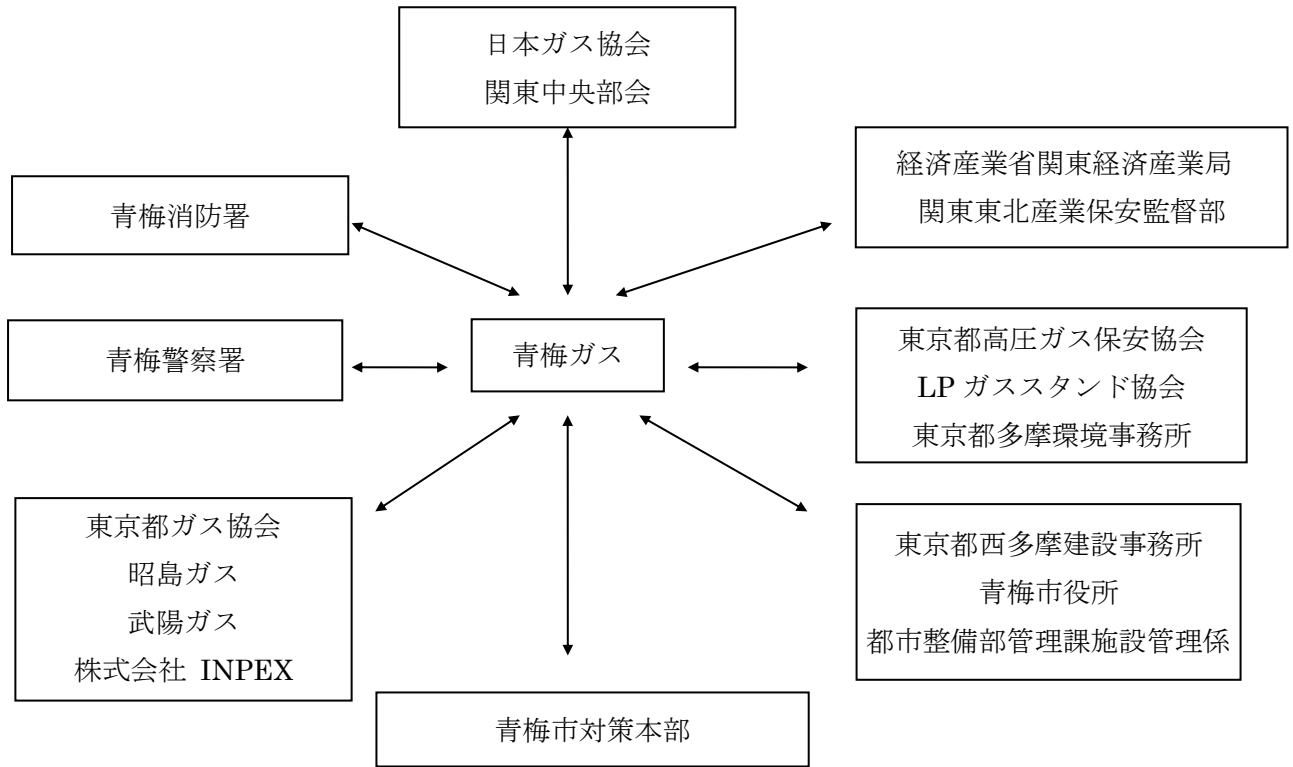 日本ガス協会
関東中央部会
経済産業省関東経済産業局
関東東北産業保安監督部
青梅消防署
青梅警察署
青梅ガス
東京都高圧ガス保安協会
LP ガススタンド協会
東京都多摩環境事務所
東京都ガス協会
昭島ガス
武陽ガス
株式会社 INPEX
東京都西多摩建設事務所
青梅市役所
都市整備部管理課施設管理係
青梅市対策本部